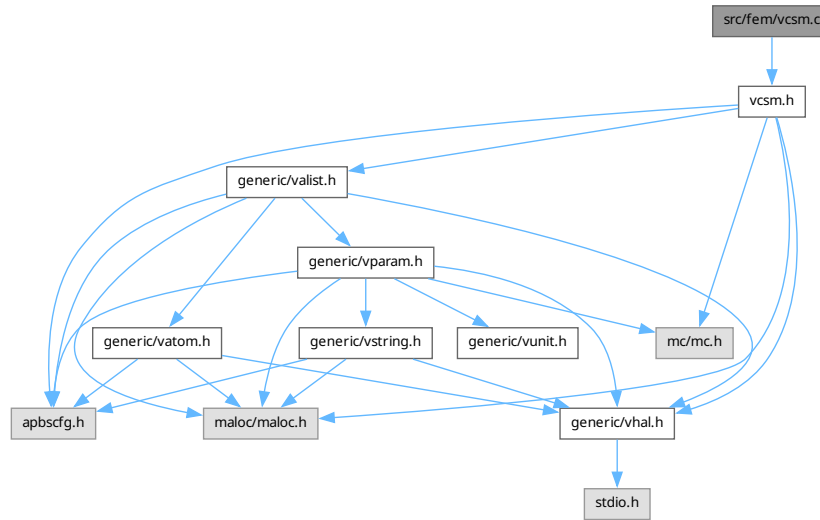 src/fem/vcsm.c
vcsm.h
generic/valist.h
generic/vparam.h
generic/vatom.h
generic/vstring.h
generic/vunit.h
mc/mc.h
apbscfg.h
maloc/maloc.h
generic/vhal.h
stdio.h